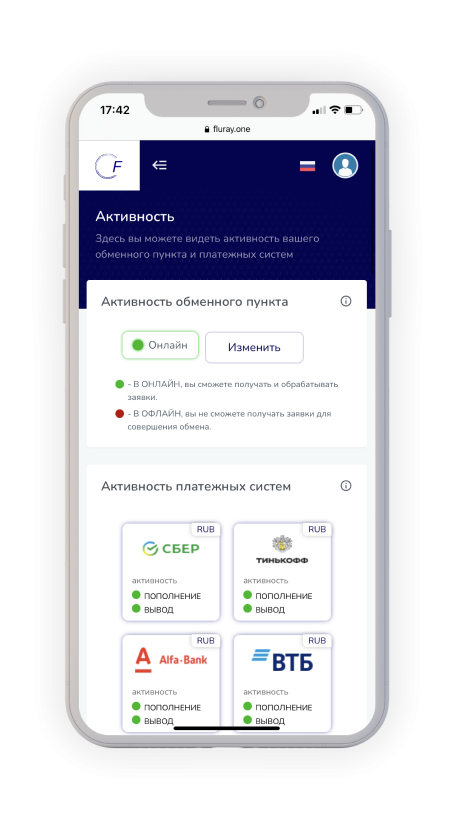 17:42
fluray.one
F
Активность
Здесь вы можете видеть активность вашего
обменного пункта и платежных систем
Активность обменного пункта
Онлайн
Изменить
- В ОНЛАЙН, вы сможете получать и обрабатывать
заявки.
- В ОФЛАЙН, вы не сможете получать заявки для
совершения обмена.
Активность платежных систем
RUB
СБЕР
активность
ПОПОЛНЕНИЕ
ВЫВОД
RUB
ТИНЬКОФФ
активность
ПОПОЛНЕНИЕ
ВЫВОД
RUB
А
Alfa·Bank
активность
ПОПОЛНЕНИЕ
ВЫВОД
RUB
ВТБ
активность
ПОПОЛНЕНИЕ
ВЫВОД